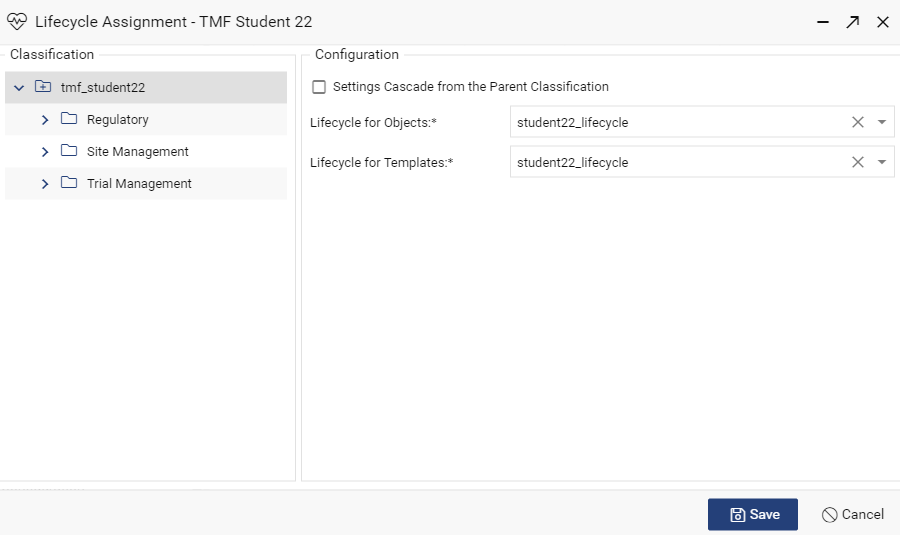 Lifecycle Assignment - TMF Student 22
Classification
tmf_student22
Regulatory
Site Management
Trial Management
Configuration
Settings Cascade from the Parent Classification
Lifecycle for Objects:* student22_lifecycle
Lifecycle for Templates:* student22_lifecycle
Save Cancel